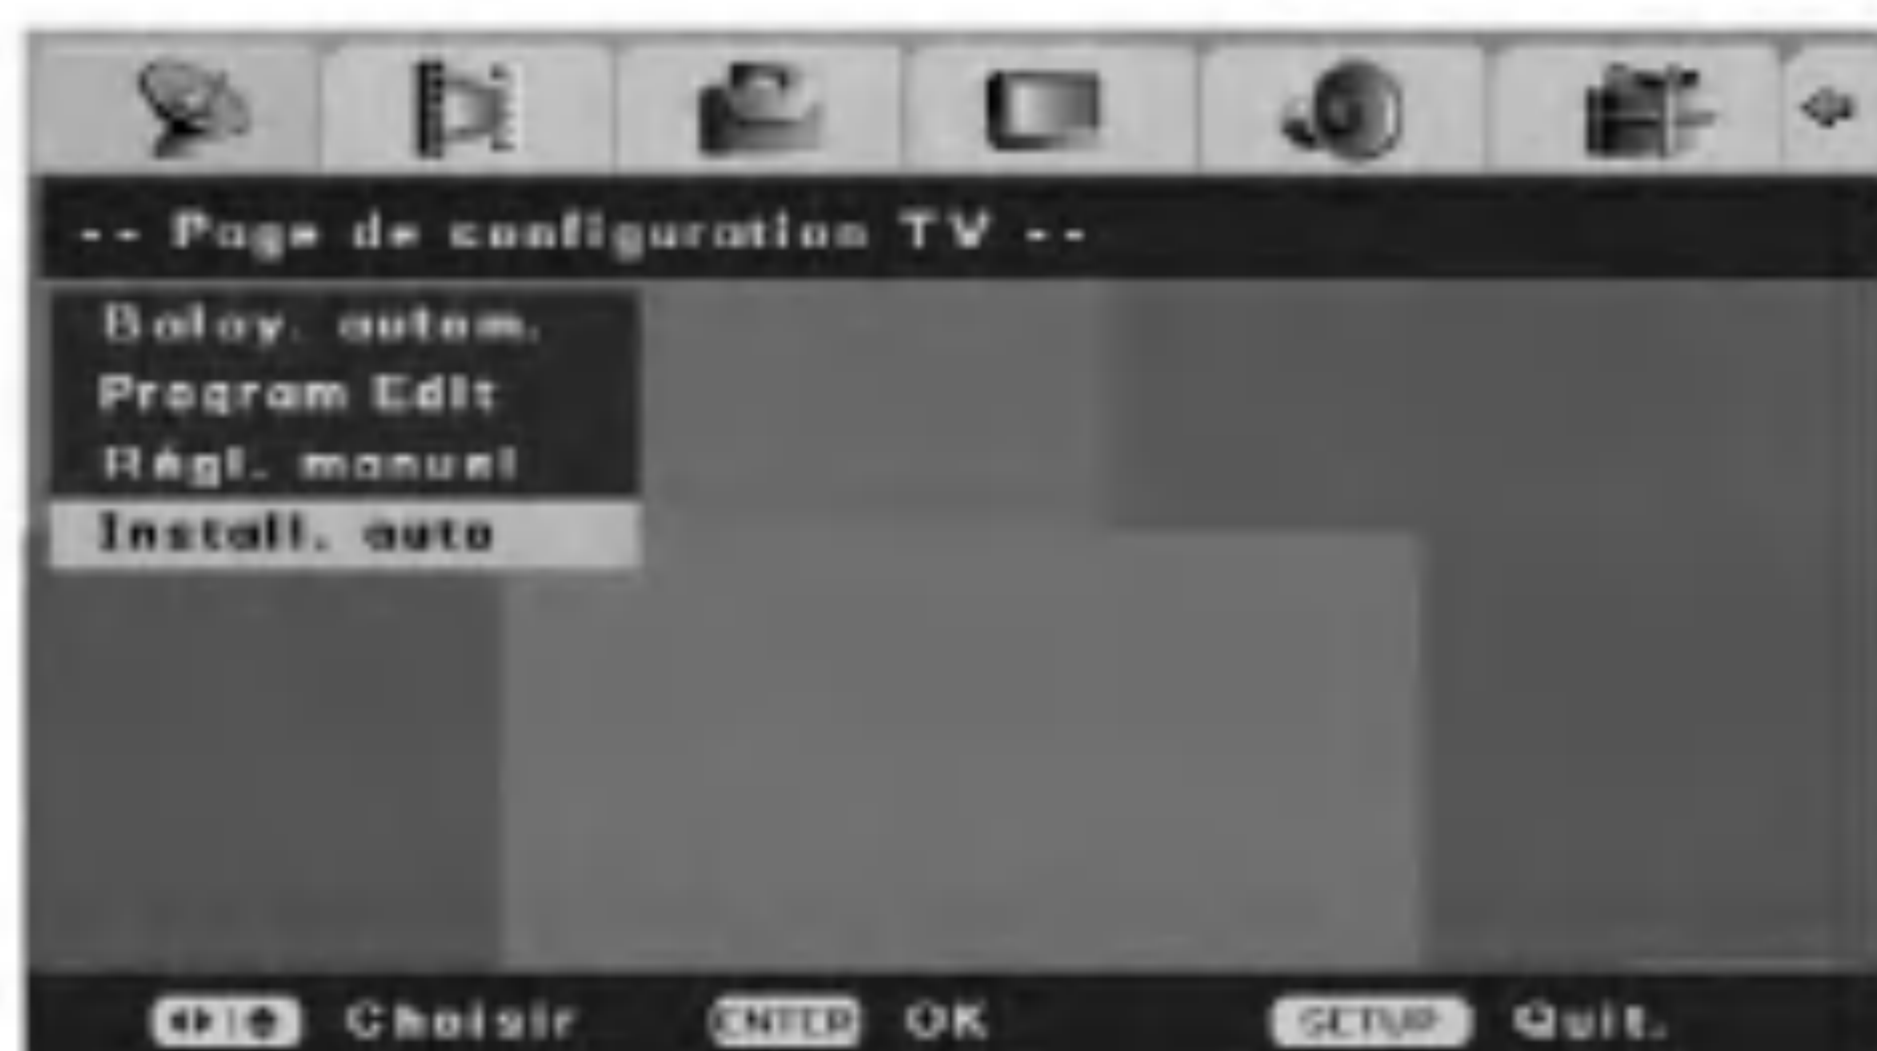 -- Page de configuration TV --
Balay. autom.
Program Edit
Régl. manuel
Install. auto
Choisir ENTER OK SETUP Quit.